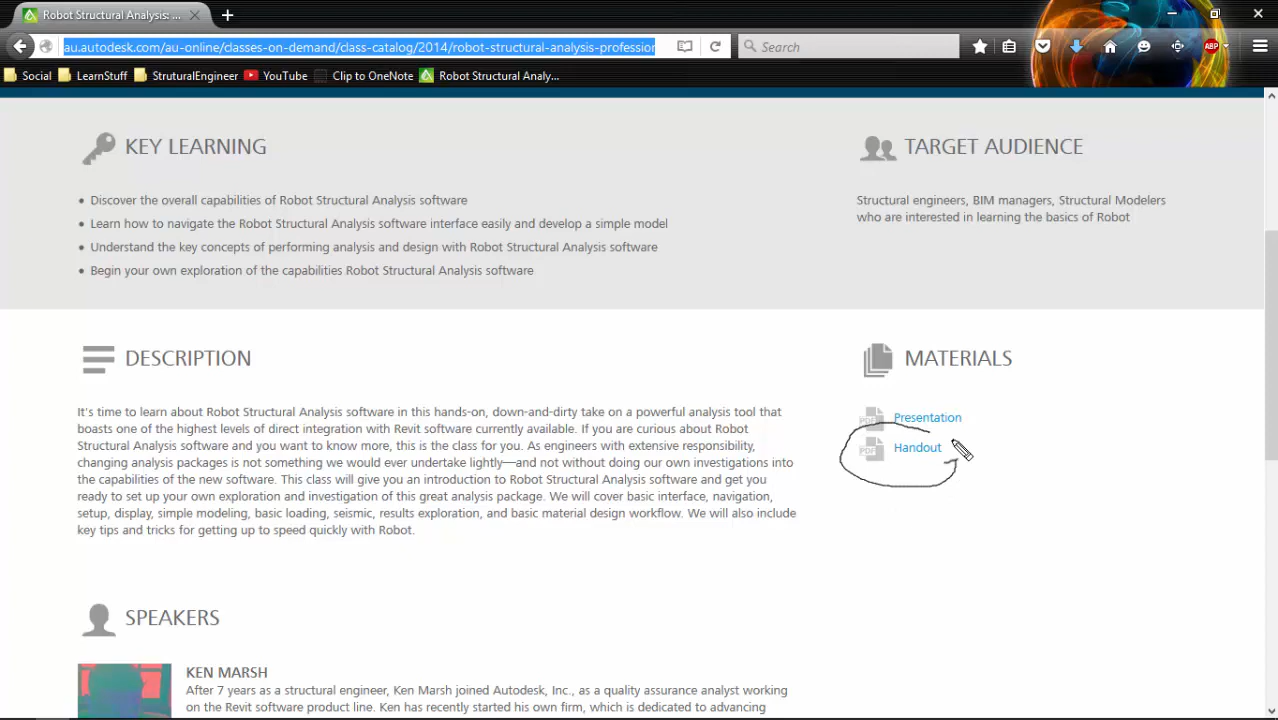 Robot Structural Analysis: ...
au.autodesk.com/au-online/classes-on-demand/class-catalog/2014/robot-structural-analysis-profession
Search
ABP
Social
LearnStuff
StruturalEngineer
YouTube
Clip to OneNote
Robot Structural Analy...
KEY LEARNING
Discover the overall capabilities of Robot Structural Analysis software
Learn how to navigate the Robot Structural Analysis software interface easily and develop a simple model
Understand the key concepts of performing analysis and design with Robot Structural Analysis software
Begin your own exploration of the capabilities Robot Structural Analysis software
TARGET AUDIENCE
Structural engineers, BIM managers, Structural Modelers
who are interested in learning the basics of Robot
DESCRIPTION
It's time to learn about Robot Structural Analysis software in this hands-on, down-and-dirty take on a powerful analysis tool that
boasts one of the highest levels of direct integration with Revit software currently available. If you are curious about Robot
Structural Analysis software and you want to know more, this is the class for you. As engineers with extensive responsibility,
changing analysis packages is not something we would ever undertake lightly—and not without doing our own investigations into
the capabilities of the new software. This class will give you an introduction to Robot Structural Analysis software and get you
ready to set up your own exploration and investigation of this great analysis package. We will cover basic interface, navigation,
setup, display, simple modeling, basic loading, seismic, results exploration, and basic material design workflow. We will also include
key tips and tricks for getting up to speed quickly with Robot.
MATERIALS
PDF
Presentation
PDF
Handout
SPEAKERS
KEN MARSH
After 7 years as a structural engineer, Ken Marsh joined Autodesk, Inc., as a quality assurance analyst working
on the Revit software product line. Ken has recently started his own firm, which is dedicated to advancing